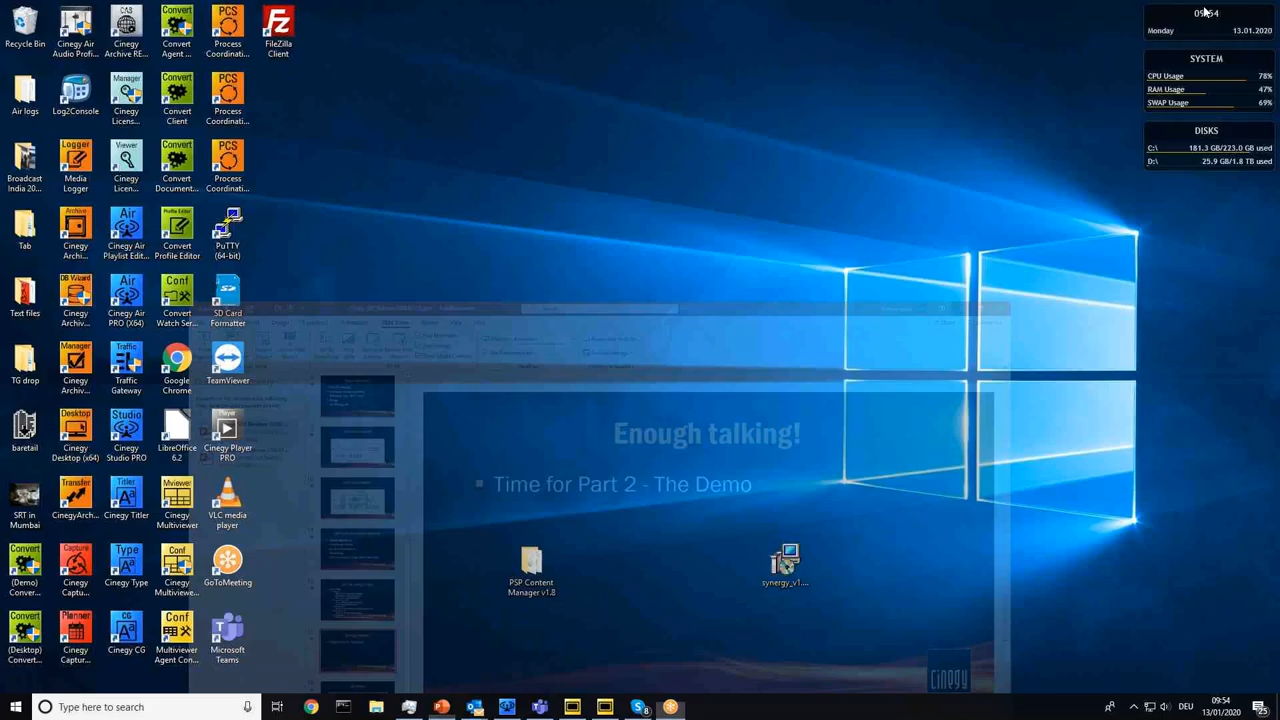 Recycle Bin
Cinegy Air
Audio Profi...
Cinegy
Archive RE...
Convert
Agent ...
Process
Coordinati...
FileZilla
Client
Air logs
Log2Console
Cinegy
Licens...
Convert
Client
Process
Coordinati...
Broadcast
India 20...
Media
Logger
Cinegy
Licen...
Convert
Document...
Process
Coordinati...
Tab
Cinegy
Archi...
Cinegy Air
Playlist Edit...
Convert
Profile Editor
PuTTY
(64-bit)
Text files
Cinegy
Archiv...
Cinegy Air
PRO (X64)
Convert
Watch Ser...
SD Card
Formatter
TG drop
Cinegy
Archiv...
Traffic
Gateway
Google
Chrome
TeamViewer
baretail
Cinegy
Desktop (x64)
Cinegy
Studio PRO
LibreOffice
6.2
Cinegy Player
PRO
SRT in
Mumbai
CinegyArch...
Cinegy Titler
Cinegy
Multiviewer
VLC media
player
(Demo)
Conver...
Cinegy
Captu...
Cinegy Type
Cinegy
Multiviewe...
GoToMeeting
(Desktop)
Convert...
Cinegy
Captur...
Cinegy CG
Multiviewer
Agent Con...
Microsoft
Teams
Enough talking!
Time for Part 2 - The Demo
PSP Content
Manager v1.8
synergy_v1....
cinegy
09:54
Monday 13.01.2020
SYSTEM
CPU Usage 78%
RAM Usage 47%
SWAP Usage 69%
DISKS
C:\ 181.3 GB/223.0 GB used
D:\ 25.9 GB/1.8 TB used
Type here to search
DEU
09:54
13/01/2020
25